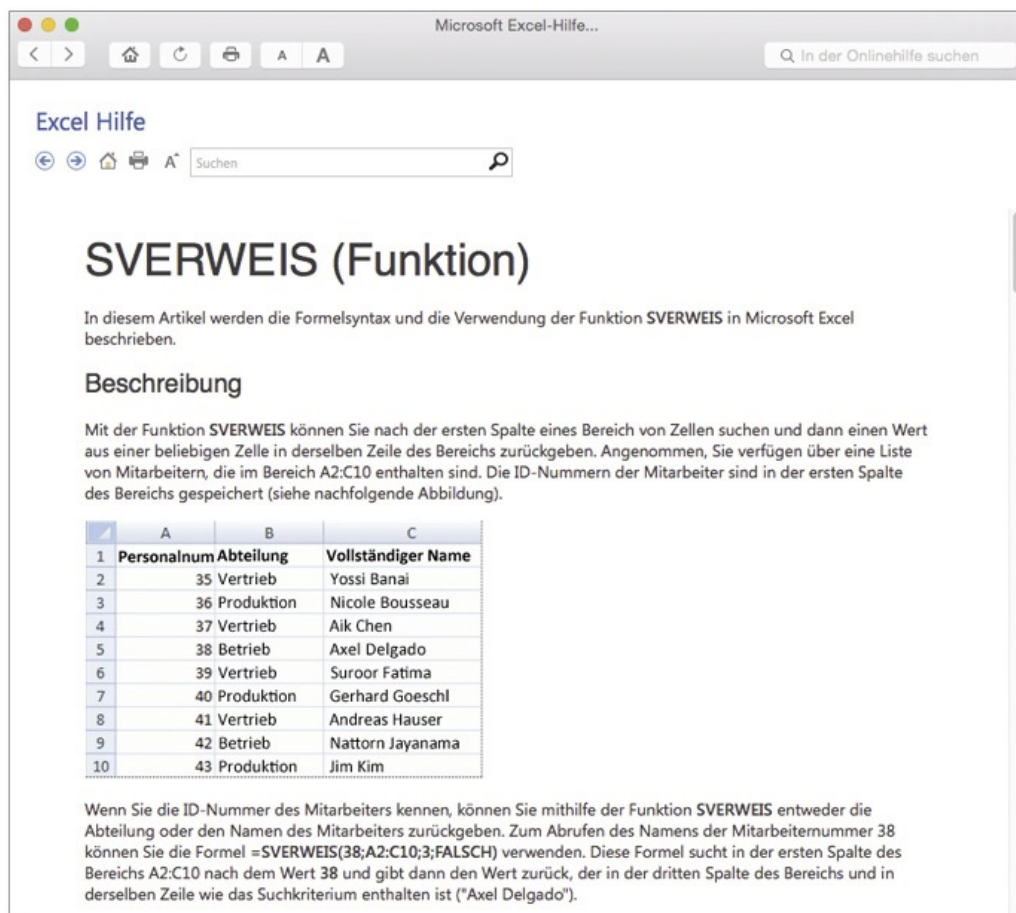 Microsoft Excel-Hilfe...
A A In der Onlinehilfe suchen
Excel Hilfe
A Suchen
SVERWEIS (Funktion)
In diesem Artikel werden die Formelsyntax und die Verwendung der Funktion SVERWEIS in Microsoft Excel
beschrieben.
Beschreibung
Mit der Funktion SVERWEIS können Sie nach der ersten Spalte eines Bereich von Zellen suchen und dann einen Wert
aus einer beliebigen Zelle in derselben Zeile des Bereichs zurückgeben. Angenommen, Sie verfügen über eine Liste
von Mitarbeitern, die im Bereich A2:C10 enthalten sind. Die ID-Nummern der Mitarbeiter sind in der ersten Spalte
des Bereichs gespeichert (siehe nachfolgende Abbildung).
A B C
1 Personalnum Abteilung Vollständiger Name
2 35 Vertrieb Yossi Banai
3 36 Produktion Nicole Bousseau
4 37 Vertrieb Aik Chen
5 38 Betrieb Axel Delgado
6 39 Vertrieb Suroor Fatima
7 40 Produktion Gerhard Goeschl
8 41 Vertrieb Andreas Hauser
9 42 Betrieb Nattorn Jayanama
10 43 Produktion Jim Kim
Wenn Sie die ID-Nummer des Mitarbeiters kennen, können Sie mithilfe der Funktion SVERWEIS entweder die
Abteilung oder den Namen des Mitarbeiters zurückgeben. Zum Abrufen des Namens der Mitarbeiternummer 38
können Sie die Formel =SVERWEIS(38;A2:C10;3;FALSCH) verwenden. Diese Formel sucht in der ersten Spalte des
Bereichs A2:C10 nach dem Wert 38 und gibt dann den Wert zurück, der in der dritten Spalte des Bereichs und in
derselben Zeile wie das Suchkriterium enthalten ist ("Axel Delgado").